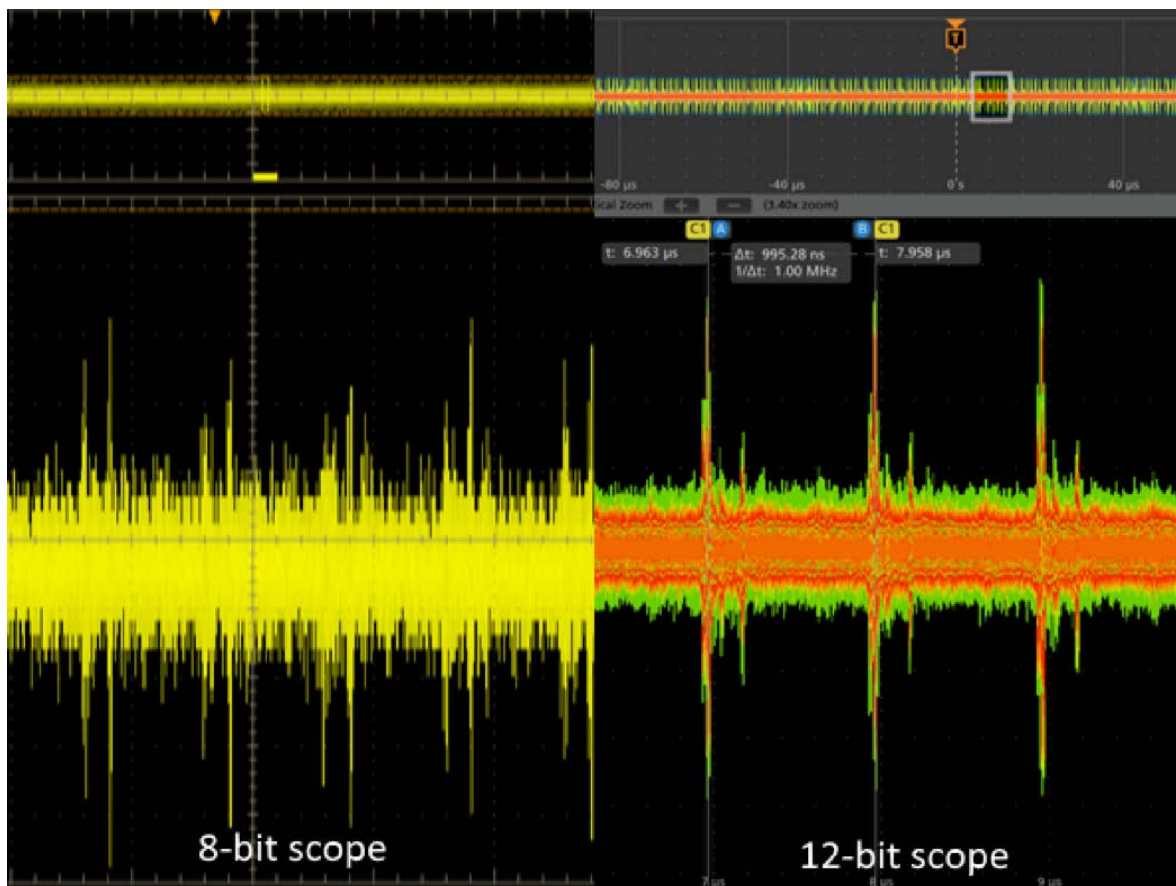 T
-80 µs
-40 µs
0 s
40 µs
ical Zoom + − (3.40x zoom)
C1 A
B C1
t: 6.963 µs
Δt: 995.28 ns
1/Δt: 1.00 MHz
t: 7.958 µs
8-bit scope
12-bit scope
7 µs
8 µs
9 µs